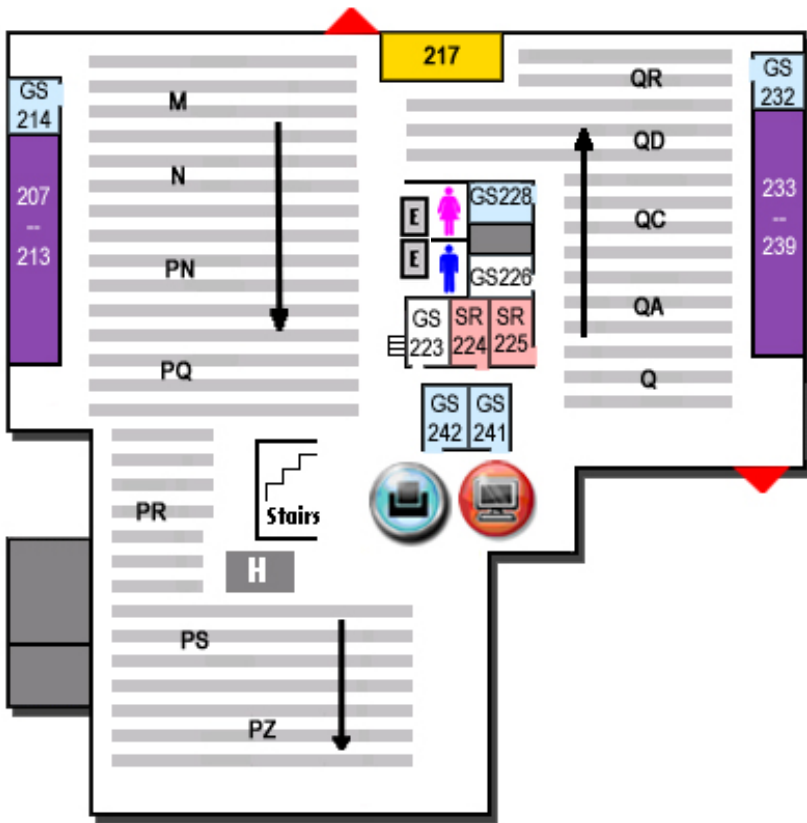 217
GS
214
M
QR
GS
232
QD
N
207
--
213
E
GS228
233
--
239
QC
E
PN
GS226
GS
223
SR
224
SR
225
QA
PQ
Q
GS
242
GS
241
PR
Stairs
H
PS
PZ